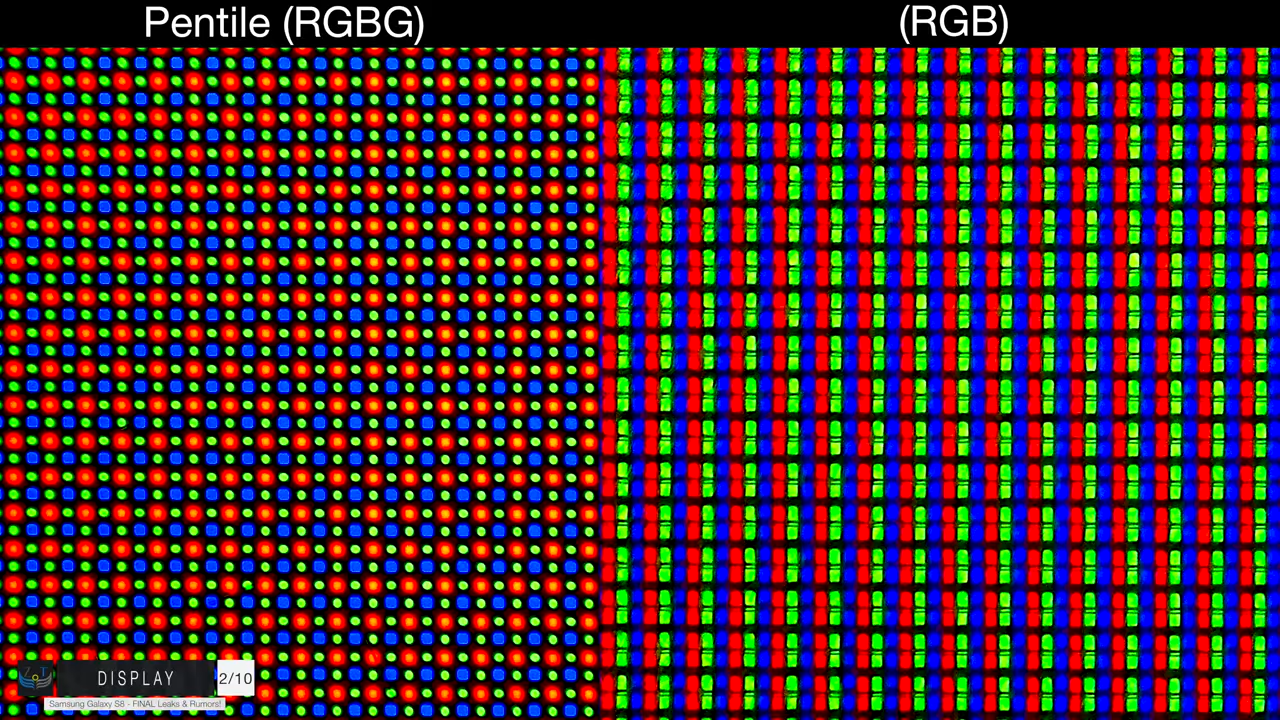 Pentile (RGBG)
(RGB)
DISPLAY
2/10
Samsung Galaxy S8 - FINAL Leaks & Rumors!